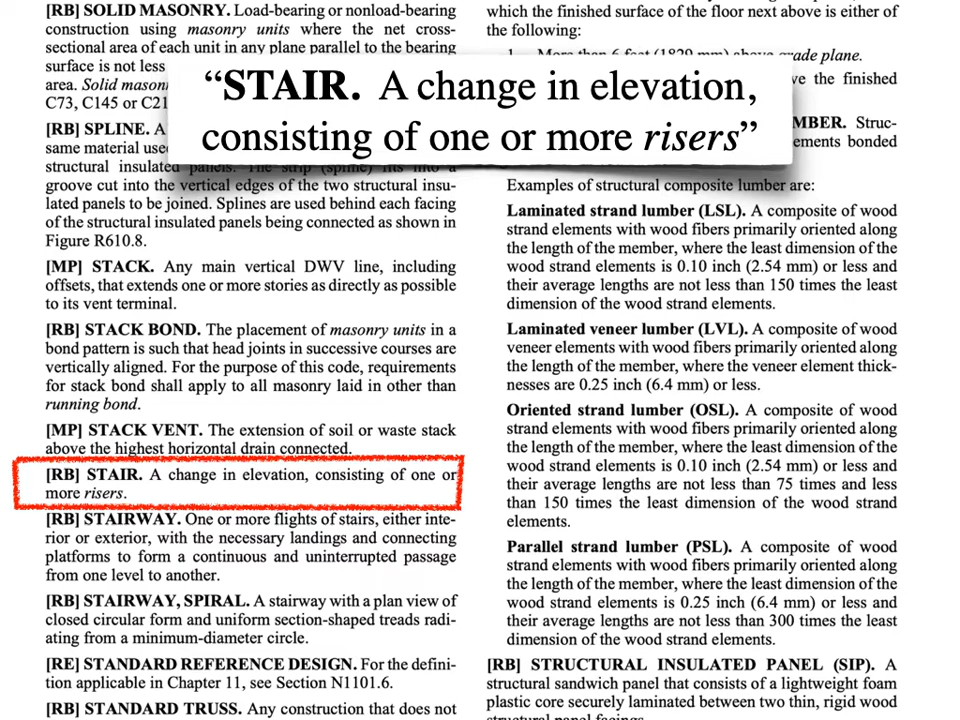 [RB] SOLID MASONRY. Load-bearing or nonload-bearing
construction using masonry units where the net cross-
sectional area of each unit in any plane parallel to the bearing
surface is not less
area. Solid
C73, C145 or
[RB] SPLINE. A
same material
structural insulated panels. The strip (spline) fits into a
groove cut into the vertical edges of the two structural insu-
lated panels to be joined. Splines are used behind each facing
of the structural insulated panels being connected as shown in
Figure R610.8.
[MP] STACK. Any main vertical DWV line, including
offsets, that extends one or more stories as directly as possible
to its vent terminal.
[RB] STACK BOND. The placement of masonry units in a
bond pattern is such that head joints in successive courses are
vertically aligned. For the purpose of this code, requirements
for stack bond shall apply to all masonry laid in other than
running bond.
[MP] STACK VENT. The extension of soil or waste stack
above the highest horizontal drain connected.
[RB] STAIR. A change in elevation, consisting of one or
more risers.
[RB] STAIRWAY. One or more flights of stairs, either inte-
rior or exterior, with the necessary landings and connecting
platforms to form a continuous and uninterrupted passage
from one level to another.
[RB] STAIRWAY, SPIRAL. A stairway with a plan view of
closed circular form and uniform section-shaped treads radi-
ating from a minimum-diameter circle.
[RE] STANDARD REFERENCE DESIGN. For the defini-
tion applicable in Chapter 11, see Section N1101.6.
[RB] STANDARD TRUSS. Any construction that does not
“STAIR. A change in elevation,
consisting of one or more risers”
which the finished surface of the floor next above is either of
the following:
1. More than 6 feet (1829 mm) above grade plane.
the finished
Struc-
bonded
Examples of structural composite lumber are:
Laminated strand lumber (LSL). A composite of wood
strand elements with wood fibers primarily oriented along
the length of the member, where the least dimension of the
wood strand elements is 0.10 inch (2.54 mm) or less and
their average lengths are not less than 150 times the least
dimension of the wood strand elements.
Laminated veneer lumber (LVL). A composite of wood
veneer elements with wood fibers primarily oriented along
the length of the member, where the veneer element thick-
nesses are 0.25 inch (6.4 mm) or less.
Oriented strand lumber (OSL). A composite of wood
strand elements with wood fibers primarily oriented along
the length of the member, where the least dimension of the
wood strand elements is 0.10 inch (2.54 mm) or less and
their average lengths are not less than 75 times and less
than 150 times the least dimension of the wood strand
elements.
Parallel strand lumber (PSL). A composite of wood
strand elements with wood fibers primarily oriented along
the length of the member, where the least dimension of the
wood strand elements is 0.25 inch (6.4 mm) or less and
their average lengths are not less than 300 times the least
dimension of the wood strand elements.
[RB] STRUCTURAL INSULATED PANEL (SIP). A
structural sandwich panel that consists of a lightweight foam
plastic core securely laminated between two thin, rigid wood
structural panel facings.